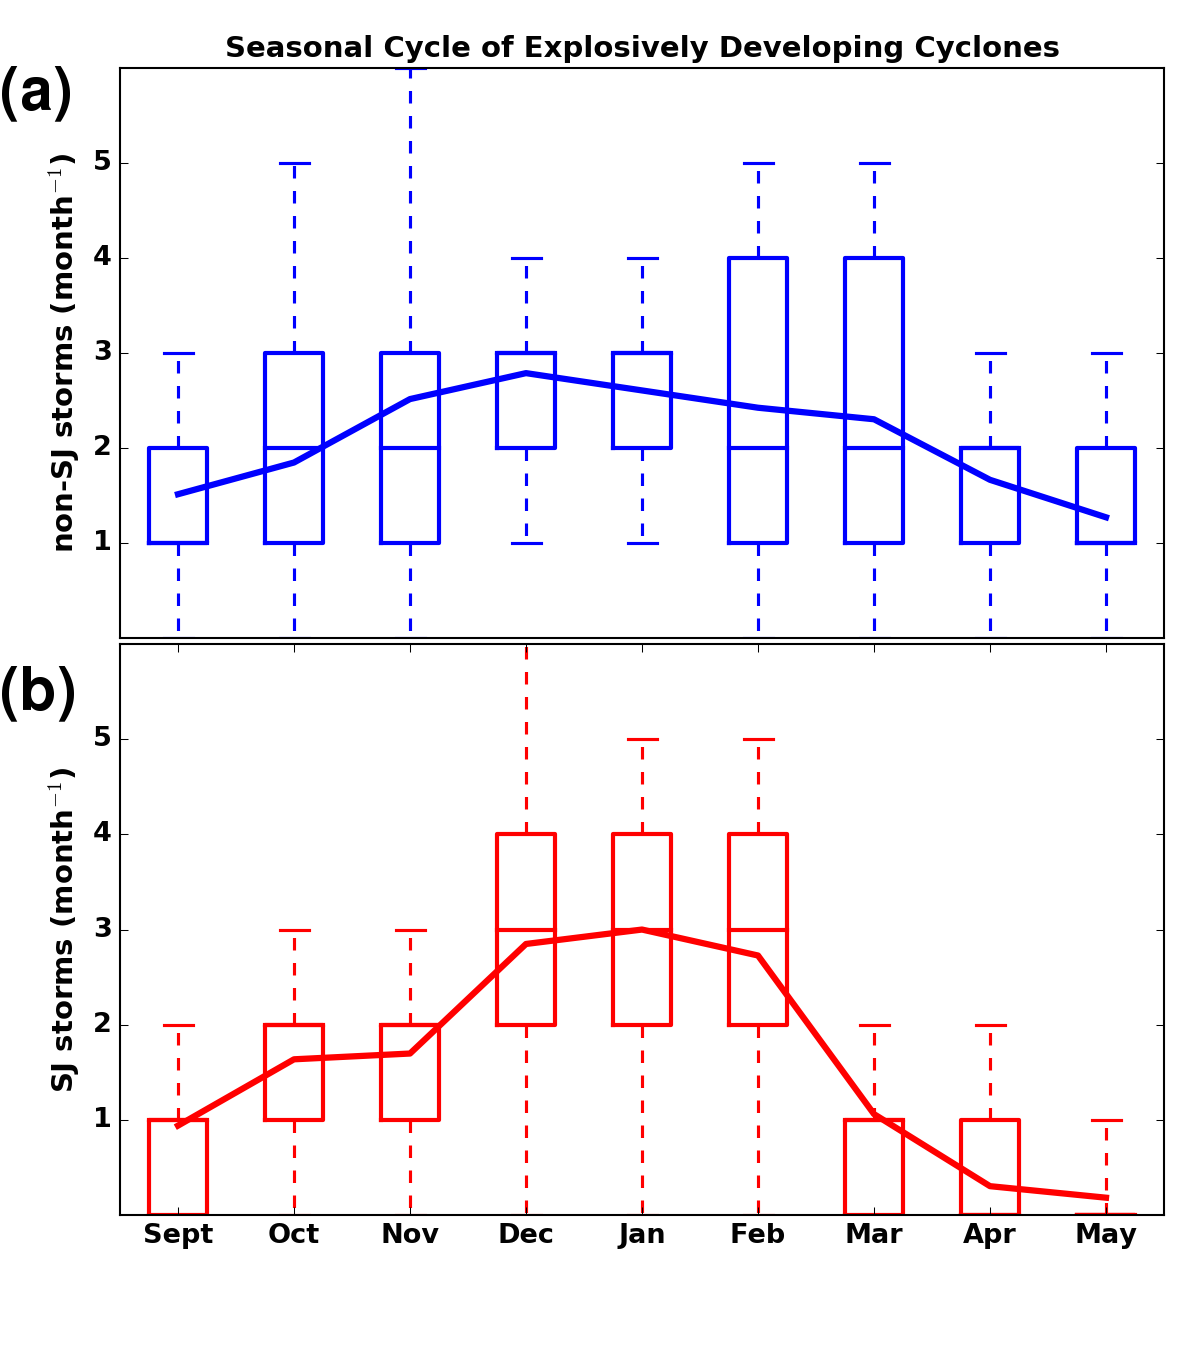 Seasonal Cycle of Explosively Developing Cyclones
(a)
non-SJ storms (month⁻¹)
5
4
3
2
1
(b)
SJ storms (month⁻¹)
5
4
3
2
1
Sept Oct Nov Dec Jan Feb Mar Apr May